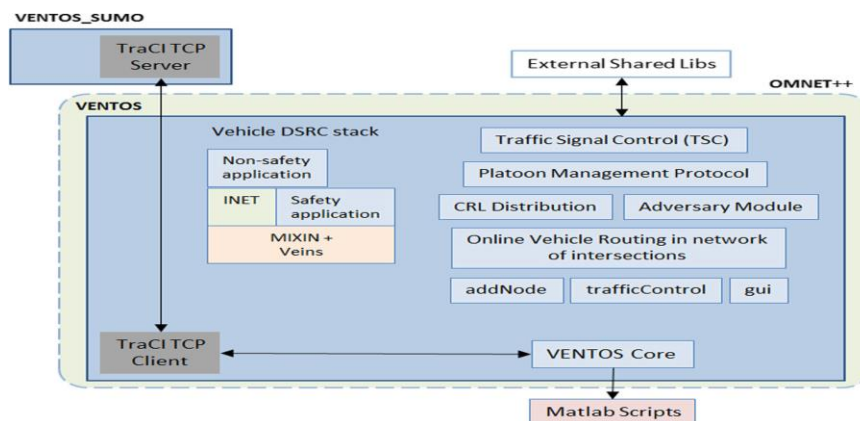 VENTOS_SUMO
TraCI TCP
Server
External Shared Libs
OMNET++
VENTOS
Vehicle DSRC stack
Traffic Signal Control (TSC)
Non-safety
application
Platoon Management Protocol
INET
Safety
application
CRL Distribution
Adversary Module
MIXIN +
Veins
Online Vehicle Routing in network
of intersections
addNode
trafficControl
gui
TraCI TCP
Client
VENTOS Core
Matlab Scripts